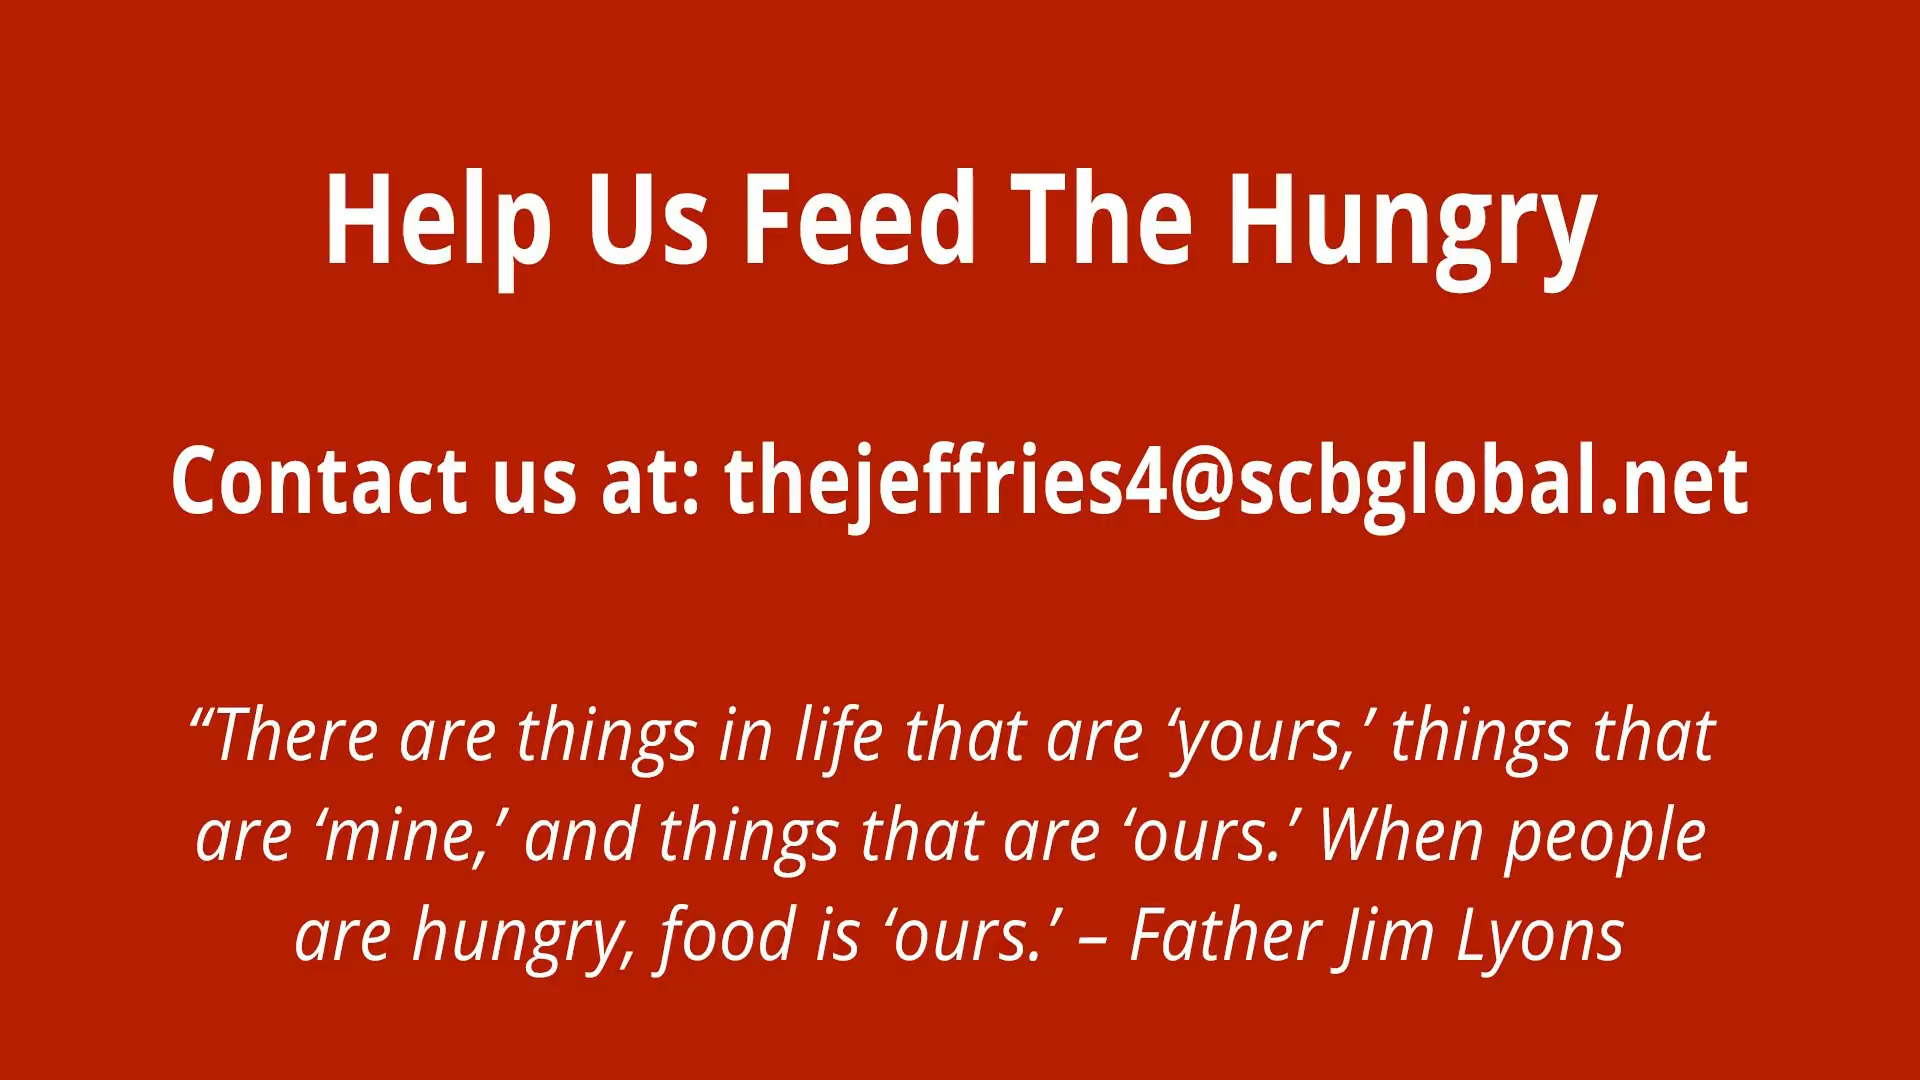 Help Us Feed The Hungry
Contact us at: thejeffries4@scbglobal.net
“There are things in life that are ‘yours,’ things that
are ‘mine,’ and things that are ‘ours.’ When people
are hungry, food is ‘ours.’ – Father Jim Lyons